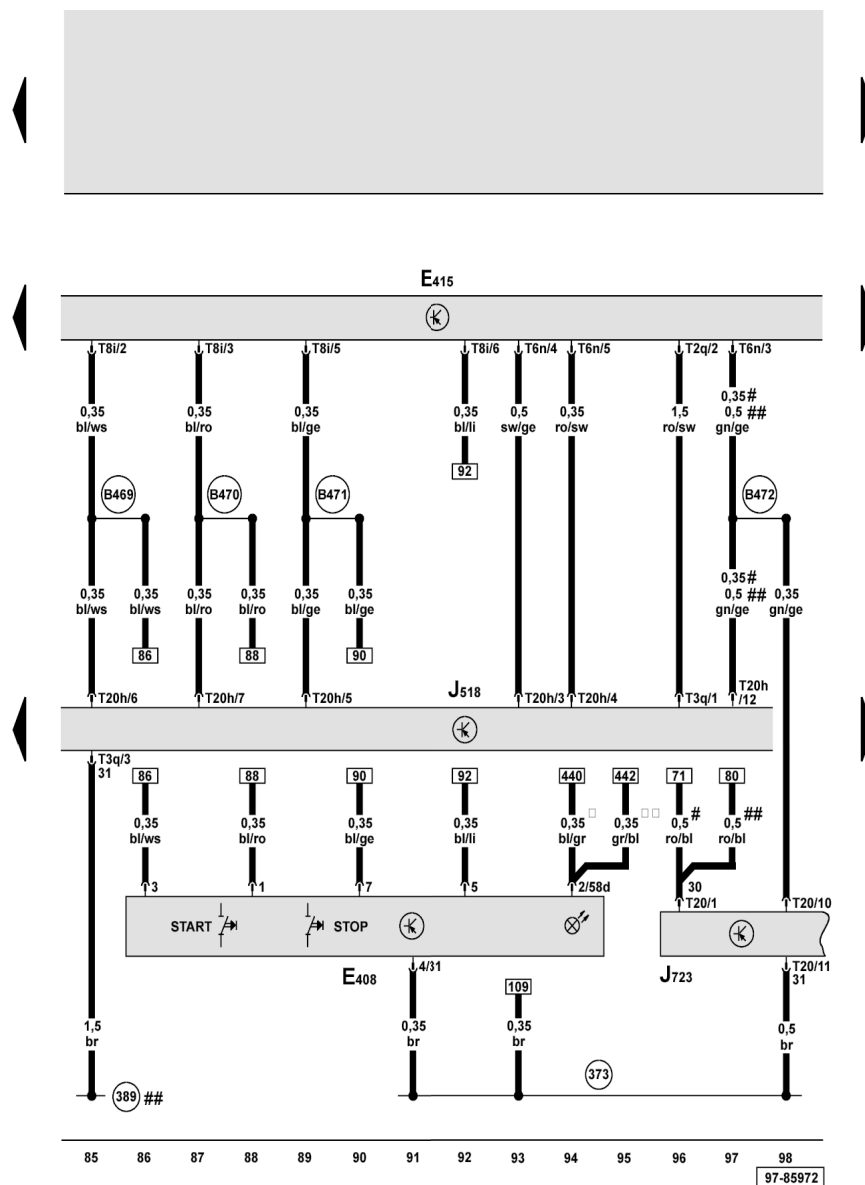 E415
T8i/2 T8i/3 T8i/5 T8i/6 T6n/4 T6n/5 T2q/2 T6n/3
0,35#
0,35 0,35 0,35 0,35 0,5 0,35 1,5 0,5 ##
bl/ws bl/ro bl/ge bl/li sw/ge ro/sw ro/sw gn/ge
92
B469 B470 B471 B472
0,35#
0,35 0,35 0,35 0,35 0,35 0,35 0,5 ## 0,35
bl/ws bl/ws bl/ro bl/ro bl/ge bl/ge gn/ge gn/ge
86 88 90
J518
T20h/6 T20h/7 T20h/5 T20h/3 T20h/4 T3q/1 T20h
/12
T3q/3
31
86 88 90 92 440 442 71 80
# ##
0,35 0,35 0,35 0,35 0,35 0,35 0,5 0,5
bl/ws bl/ro bl/ge bl/li bl/gr gr/bl ro/bl ro/bl
3 1 7 5 2/58d 30
T20/1 T20/10
START STOP
E408 4/31 J723 T20/11
31
109
1,5 0,35 0,35 0,5
br br br br
373
389 ##
85 86 87 88 89 90 91 92 93 94 95 96 97 98
97-85972